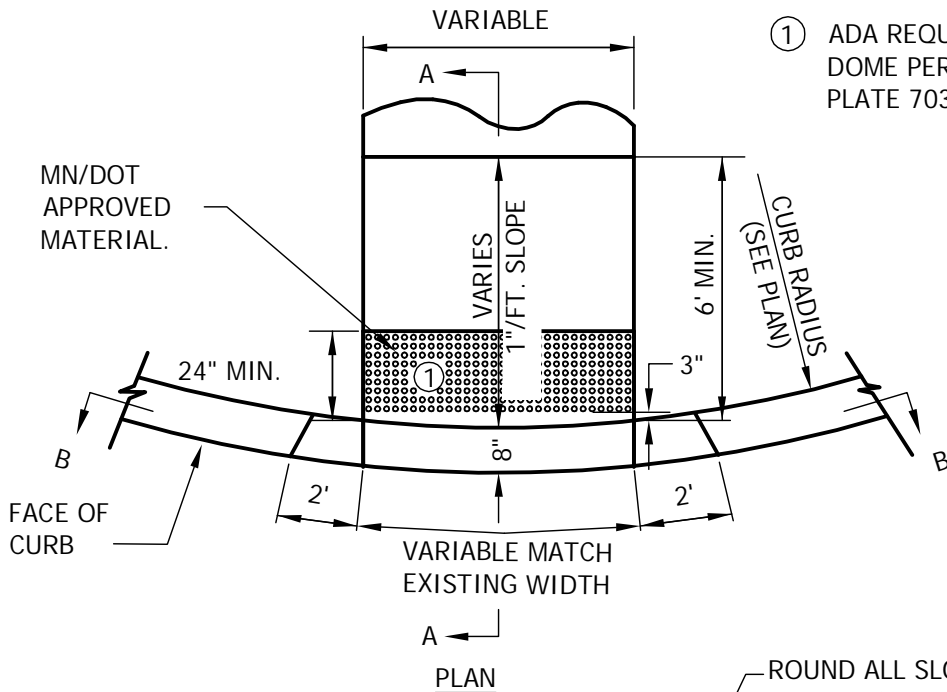 VARIABLE
A
1
ADA REQU
DOME PER
PLATE 703
MN/DOT
APPROVED
MATERIAL.
VARIES
1"/FT. SLOPE
6' MIN.
CURB RADIUS
(SEE PLAN)
24" MIN.
1
3"
B
8"
B
2'
2'
FACE OF
CURB
VARIABLE MATCH
EXISTING WIDTH
A
PLAN
ROUND ALL SLO